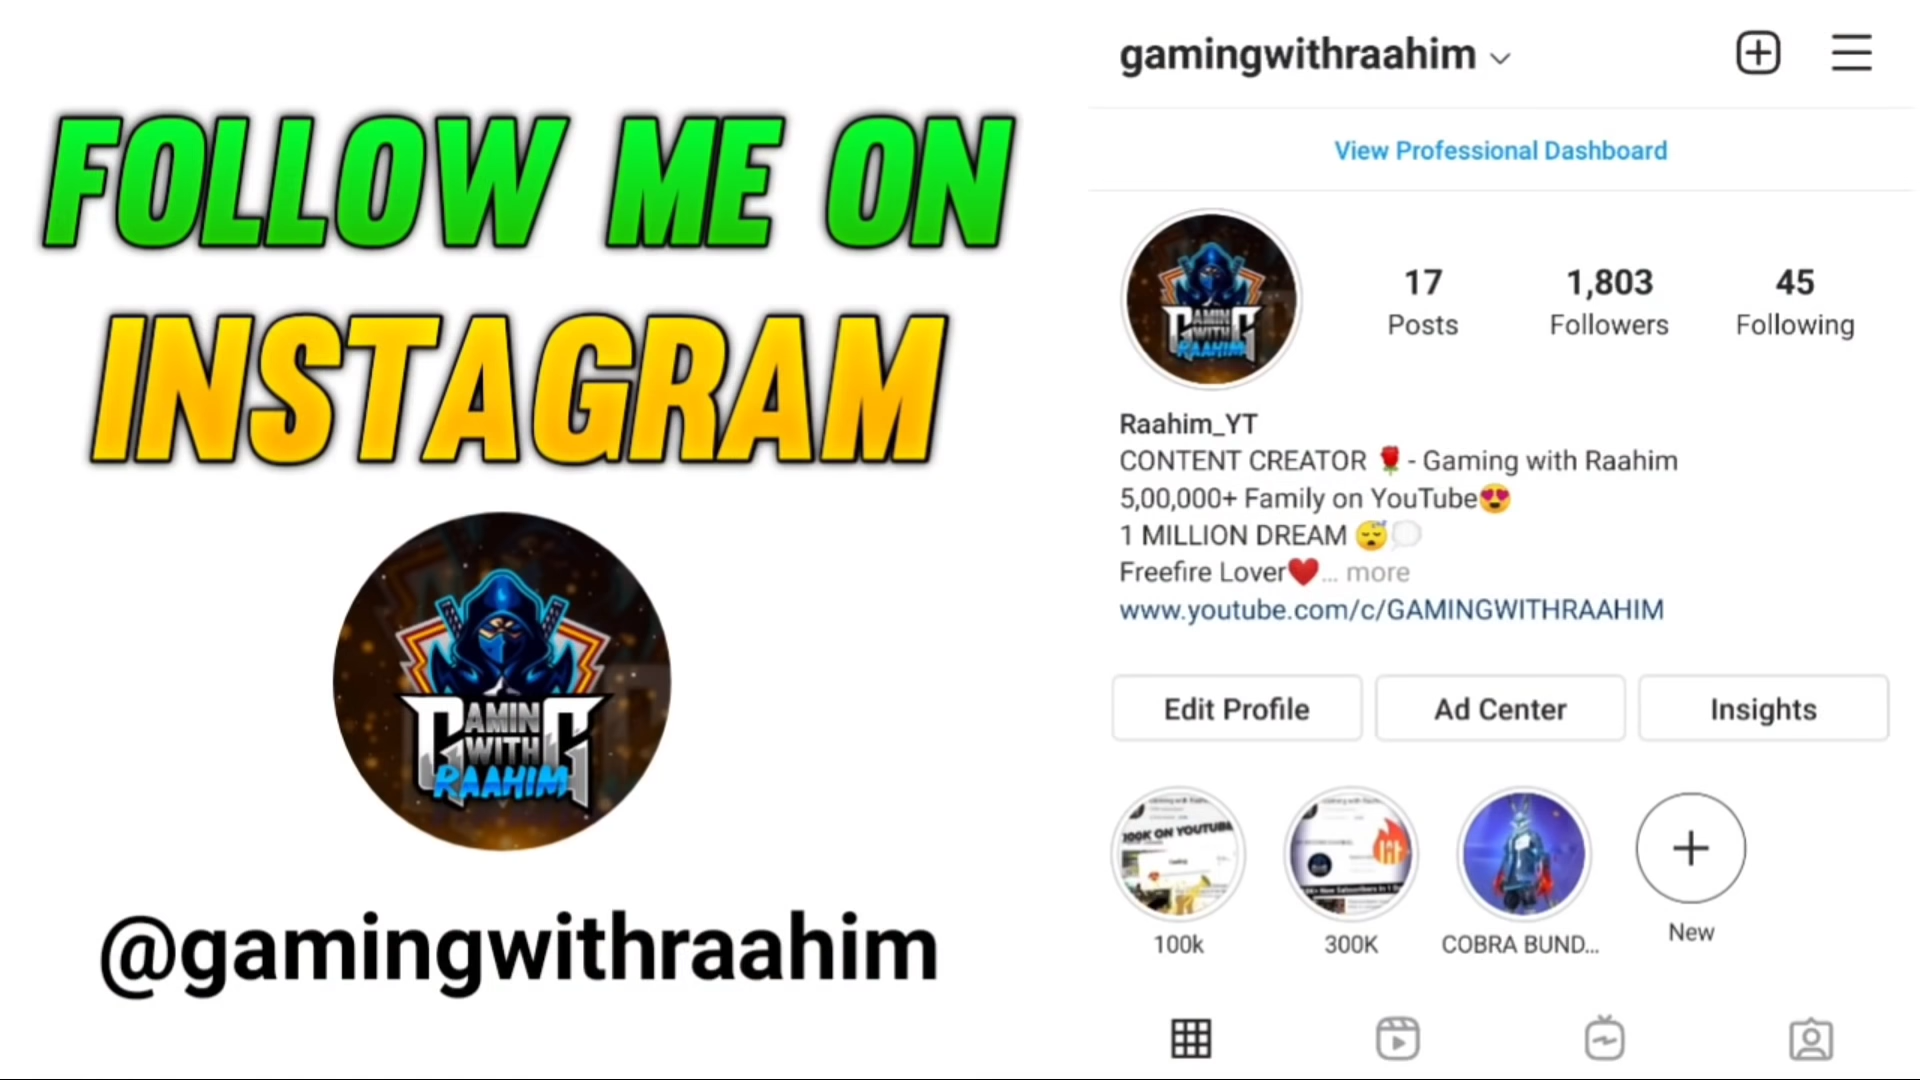 FOLLOW ME ON
INSTAGRAM
GAMING
WITH
RAAHIM
@gamingwithraahim
gamingwithraahim
View Professional Dashboard
GAMING
WITH
RAAHIM
17
Posts
1,803
Followers
45
Following
Raahim_YT
CONTENT CREATOR 🌹 - Gaming with Raahim
5,00,000+ Family on YouTube😍
1 MILLION DREAM 😴💭
Freefire Lover❤️... more
www.youtube.com/c/GAMINGWITHRAAHIM
Edit Profile
Ad Center
Insights
ON YOUTUBE
100k
300K
COBRA BUND...
New